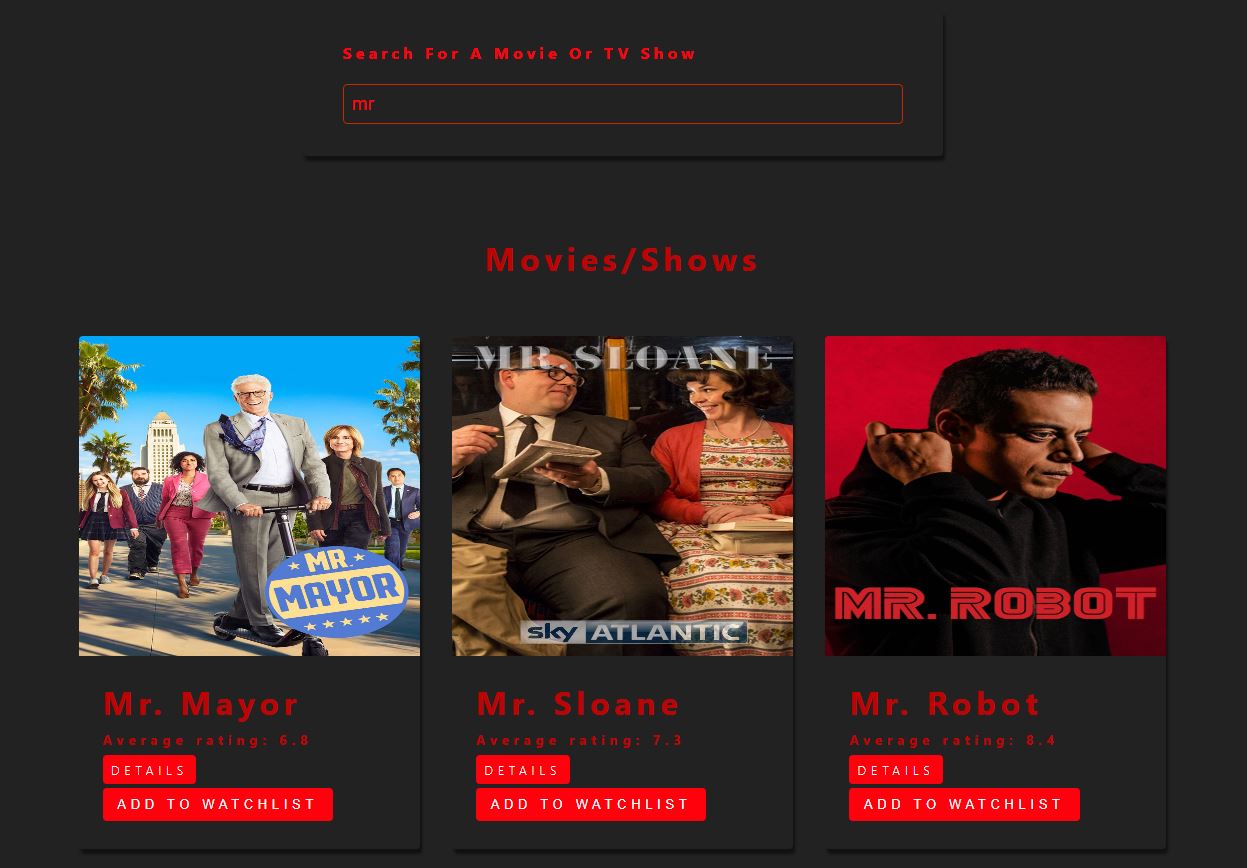 Search For A Movie Or TV Show
mr
Movies/Shows
MR. MAYOR
MR SLOANE
sky ATLANTIC
MR. ROBOT
Mr. Mayor
Average rating: 6.8
DETAILS
ADD TO WATCHLIST
Mr. Sloane
Average rating: 7.3
DETAILS
ADD TO WATCHLIST
Mr. Robot
Average rating: 8.4
DETAILS
ADD TO WATCHLIST